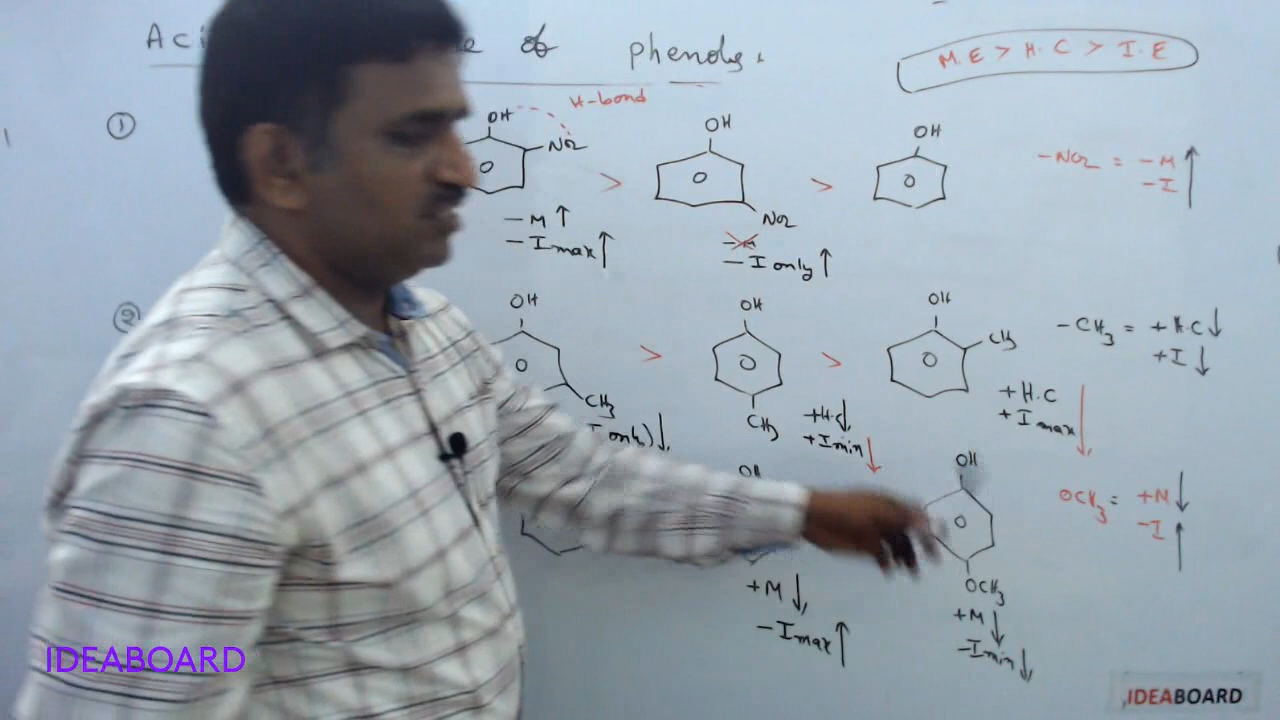 Aci e of phenols.
M.E > H.C > I.E
①
OH H-bond
NO2
>
OH
NO2
>
OH
-NO2 = -M ↑
-I
-M ↑
-I max ↑
-M
-I only ↑
②
OH
CH3
>
OH
CH3
>
OH
CH3
-CH3 = +H.C ↓
+I ↓
I only) ↓
+H.C ↓
+I min ↓
+H.C
+I max ↓
OH
OH
OCH3
OCH3 = +M ↓
-I ↑
+M ↓
-I max ↑
+M ↓
-I min ↓
IDEABOARD
IDEABOARD